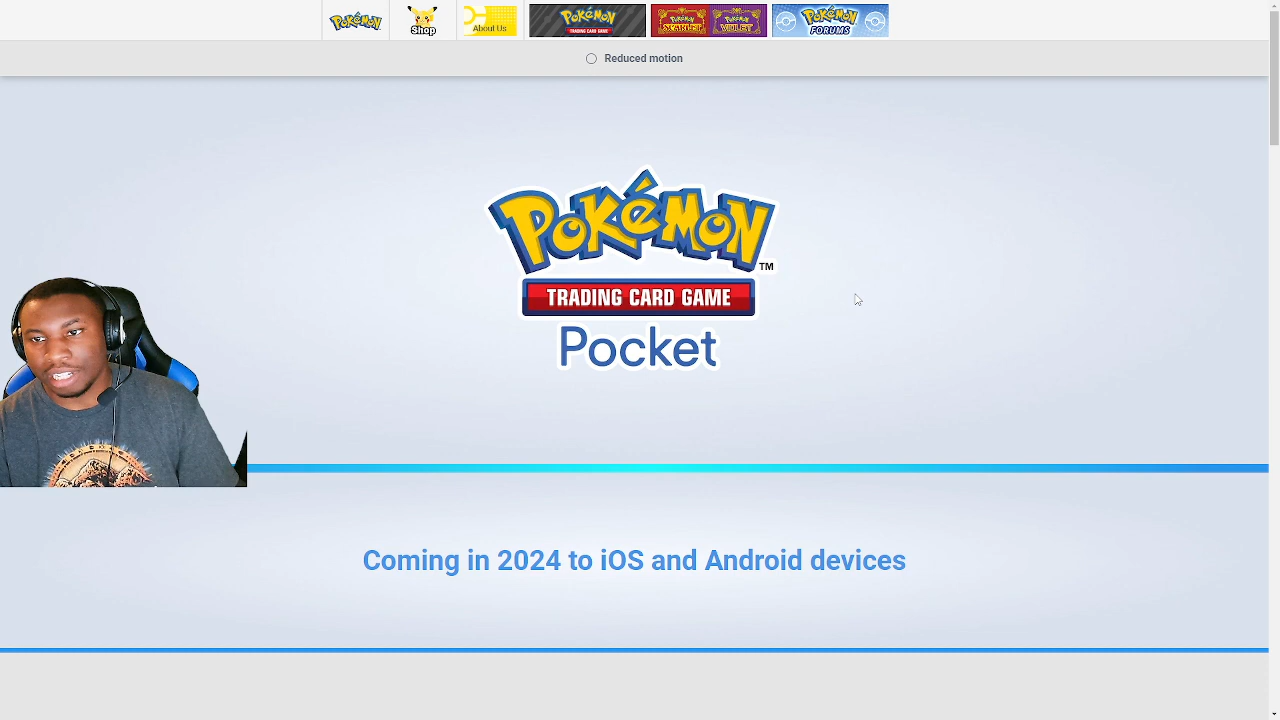 Pokémon
Shop
About Us
Pokémon
TRADING CARD GAME
Pokémon
SCARLET
Pokémon
VIOLET
Pokémon
FORUMS
Reduced motion
Pokémon
TM
TRADING CARD GAME
Pocket
Coming in 2024 to iOS and Android devices